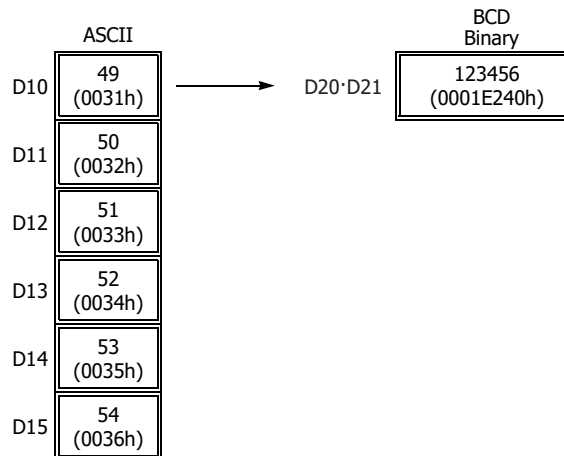 BCD
ASCII Binary
49
D10 (0031h) D20·D21 123456
(0001E240h)
50
D11 (0032h)
51
D12 (0033h)
52
D13 (0034h)
53
D14 (0035h)
54
D15 (0036h)